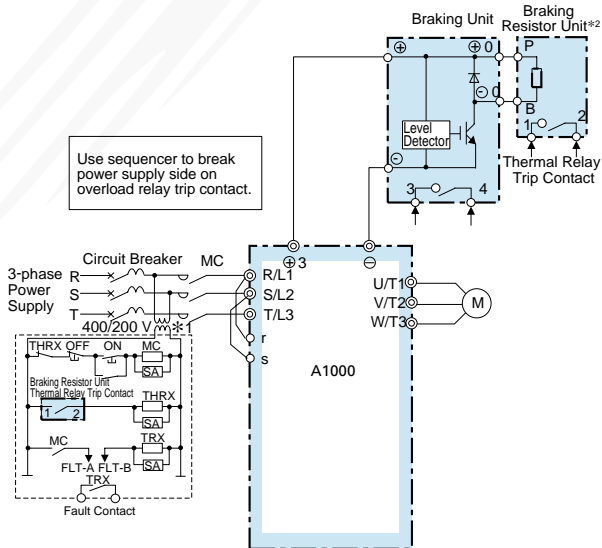 Braking Unit
Braking
Resistor Unit*2
⊕
⊕0
P
⊖0
B
Level
Detector
1
2
⊖
Thermal Relay
Trip Contact
3
4
Use sequencer to break
power supply side on
overload relay trip contact.
⊕3
⊖
3-phase
Power
Supply
Circuit Breaker
MC
R
R/L1
S
S/L2
T
T/L3
U/T1
V/T2
W/T3
M
400/200 V *1
r
s
A1000
THRX OFF ON MC
SA
Braking Resistor Unit
Thermal Relay Trip Contact
1 2
THRX
SA
MC
TRX
FLT-A FLT-B
SA
TRX
Fault Contact